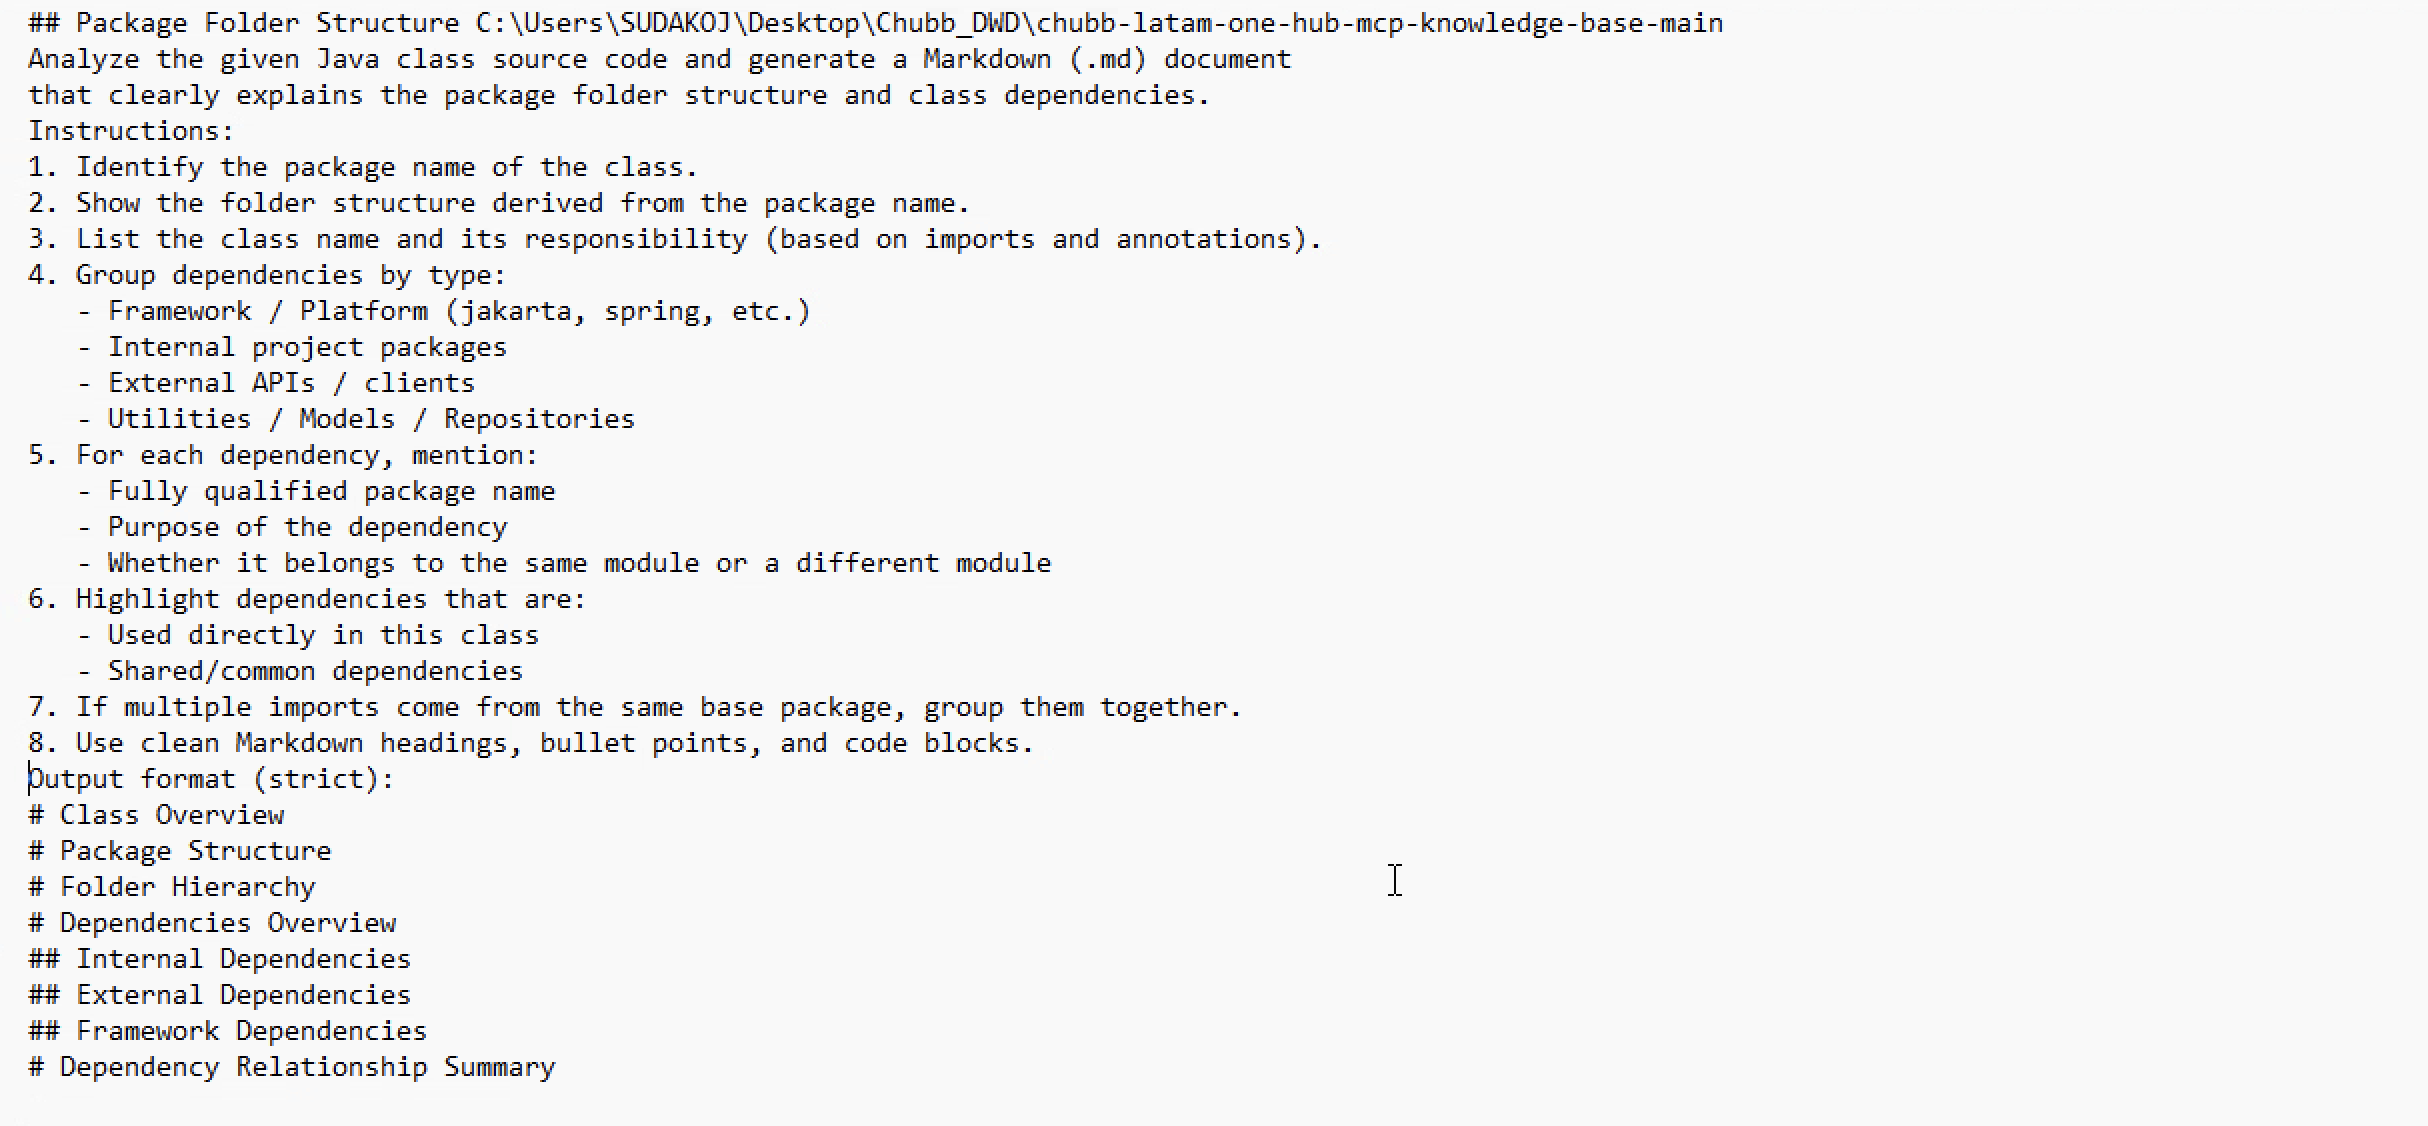 ## Package Folder Structure C:\Users\SUDAKOJ\Desktop\Chubb_DWD\chubb-latam-one-hub-mcp-knowledge-base-main
Analyze the given Java class source code and generate a Markdown (.md) document
that clearly explains the package folder structure and class dependencies.
Instructions:
1. Identify the package name of the class.
2. Show the folder structure derived from the package name.
3. List the class name and its responsibility (based on imports and annotations).
4. Group dependencies by type:
   - Framework / Platform (jakarta, spring, etc.)
   - Internal project packages
   - External APIs / clients
   - Utilities / Models / Repositories
5. For each dependency, mention:
   - Fully qualified package name
   - Purpose of the dependency
   - Whether it belongs to the same module or a different module
6. Highlight dependencies that are:
   - Used directly in this class
   - Shared/common dependencies
7. If multiple imports come from the same base package, group them together.
8. Use clean Markdown headings, bullet points, and code blocks.
Output format (strict):
# Class Overview
# Package Structure
# Folder Hierarchy
# Dependencies Overview
## Internal Dependencies
## External Dependencies
## Framework Dependencies
# Dependency Relationship Summary